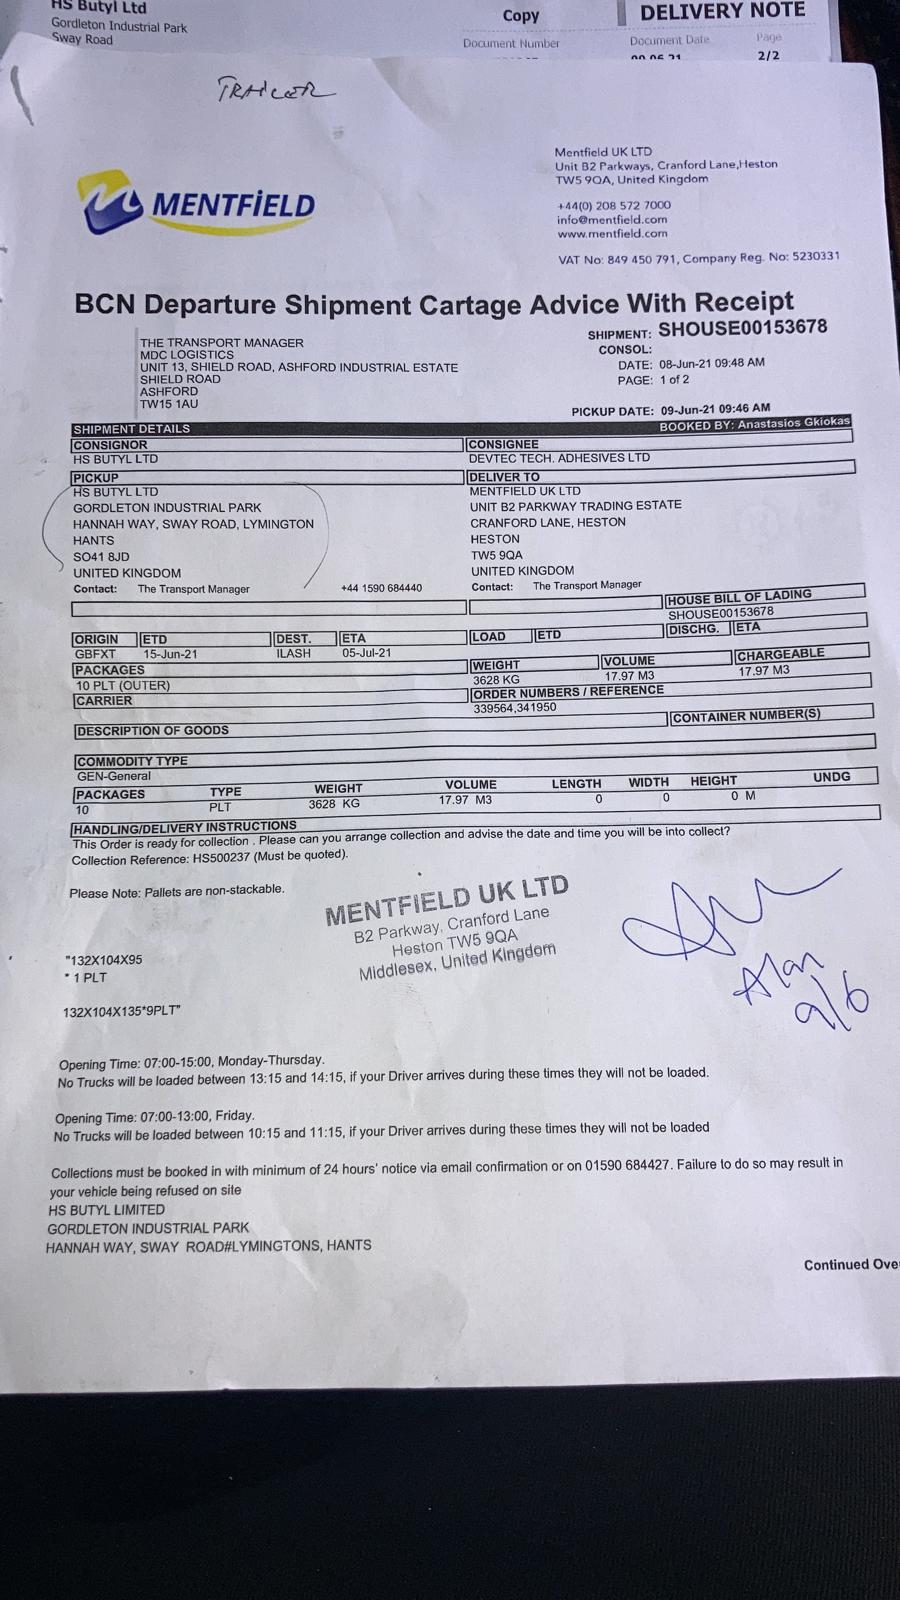 HS Butyl Ltd
Gordleton Industrial Park
Sway Road
Copy
DELIVERY NOTE
Document Number
Document Date
Page
2/2
TRAILER
MENTFİELD
Mentfield UK LTD
Unit B2 Parkways, Cranford Lane,Heston
TW5 9QA, United Kingdom
+44(0) 208 572 7000
info@mentfield.com
www.mentfield.com
VAT No: 849 450 791, Company Reg. No: 5230331
BCN Departure Shipment Cartage Advice With Receipt
THE TRANSPORT MANAGER
MDC LOGISTICS
UNIT 13, SHIELD ROAD, ASHFORD INDUSTRIAL ESTATE
SHIELD ROAD
ASHFORD
TW15 1AU
SHIPMENT: SHOUSE00153678
CONSOL:
DATE: 08-Jun-21 09:48 AM
PAGE: 1 of 2
PICKUP DATE: 09-Jun-21 09:46 AM
SHIPMENT DETAILS BOOKED BY: Anastasios Gkiokas
CONSIGNOR CONSIGNEE
HS BUTYL LTD DEVTEC TECH. ADHESIVES LTD
PICKUP DELIVER TO
HS BUTYL LTD MENTFIELD UK LTD
GORDLETON INDUSTRIAL PARK UNIT B2 PARKWAY TRADING ESTATE
HANNAH WAY, SWAY ROAD, LYMINGTON CRANFORD LANE, HESTON
HANTS HESTON
SO41 8JD TW5 9QA
UNITED KINGDOM UNITED KINGDOM
Contact: The Transport Manager +44 1590 684440 Contact: The Transport Manager
HOUSE BILL OF LADING
SHOUSE00153678
ORIGIN ETD DEST. ETA LOAD ETD DISCHG. ETA
GBFXT 15-Jun-21 ILASH 05-Jul-21
PACKAGES WEIGHT VOLUME CHARGEABLE
10 PLT (OUTER) 3628 KG 17.97 M3 17.97 M3
CARRIER ORDER NUMBERS / REFERENCE
339564,341950
DESCRIPTION OF GOODS CONTAINER NUMBER(S)
COMMODITY TYPE
GEN-General
PACKAGES TYPE WEIGHT VOLUME LENGTH WIDTH HEIGHT UNDG
10 PLT 3628 KG 17.97 M3 0 0 0 M
HANDLING/DELIVERY INSTRUCTIONS
This Order is ready for collection . Please can you arrange collection and advise the date and time you will be into collect?
Collection Reference: HS500237 (Must be quoted).
Please Note: Pallets are non-stackable.
MENTFIELD UK LTD
B2 Parkway, Cranford Lane
Heston TW5 9QA
Middlesex, United Kingdom
Alan
9/6
"132X104X95
* 1 PLT
132X104X135*9PLT"
Opening Time: 07:00-15:00, Monday-Thursday.
No Trucks will be loaded between 13:15 and 14:15, if your Driver arrives during these times they will not be loaded.
Opening Time: 07:00-13:00, Friday.
No Trucks will be loaded between 10:15 and 11:15, if your Driver arrives during these times they will not be loaded
Collections must be booked in with minimum of 24 hours' notice via email confirmation or on 01590 684427. Failure to do so may result in
your vehicle being refused on site
HS BUTYL LIMITED
GORDLETON INDUSTRIAL PARK
HANNAH WAY, SWAY ROAD#LYMINGTONS, HANTS
Continued Ove